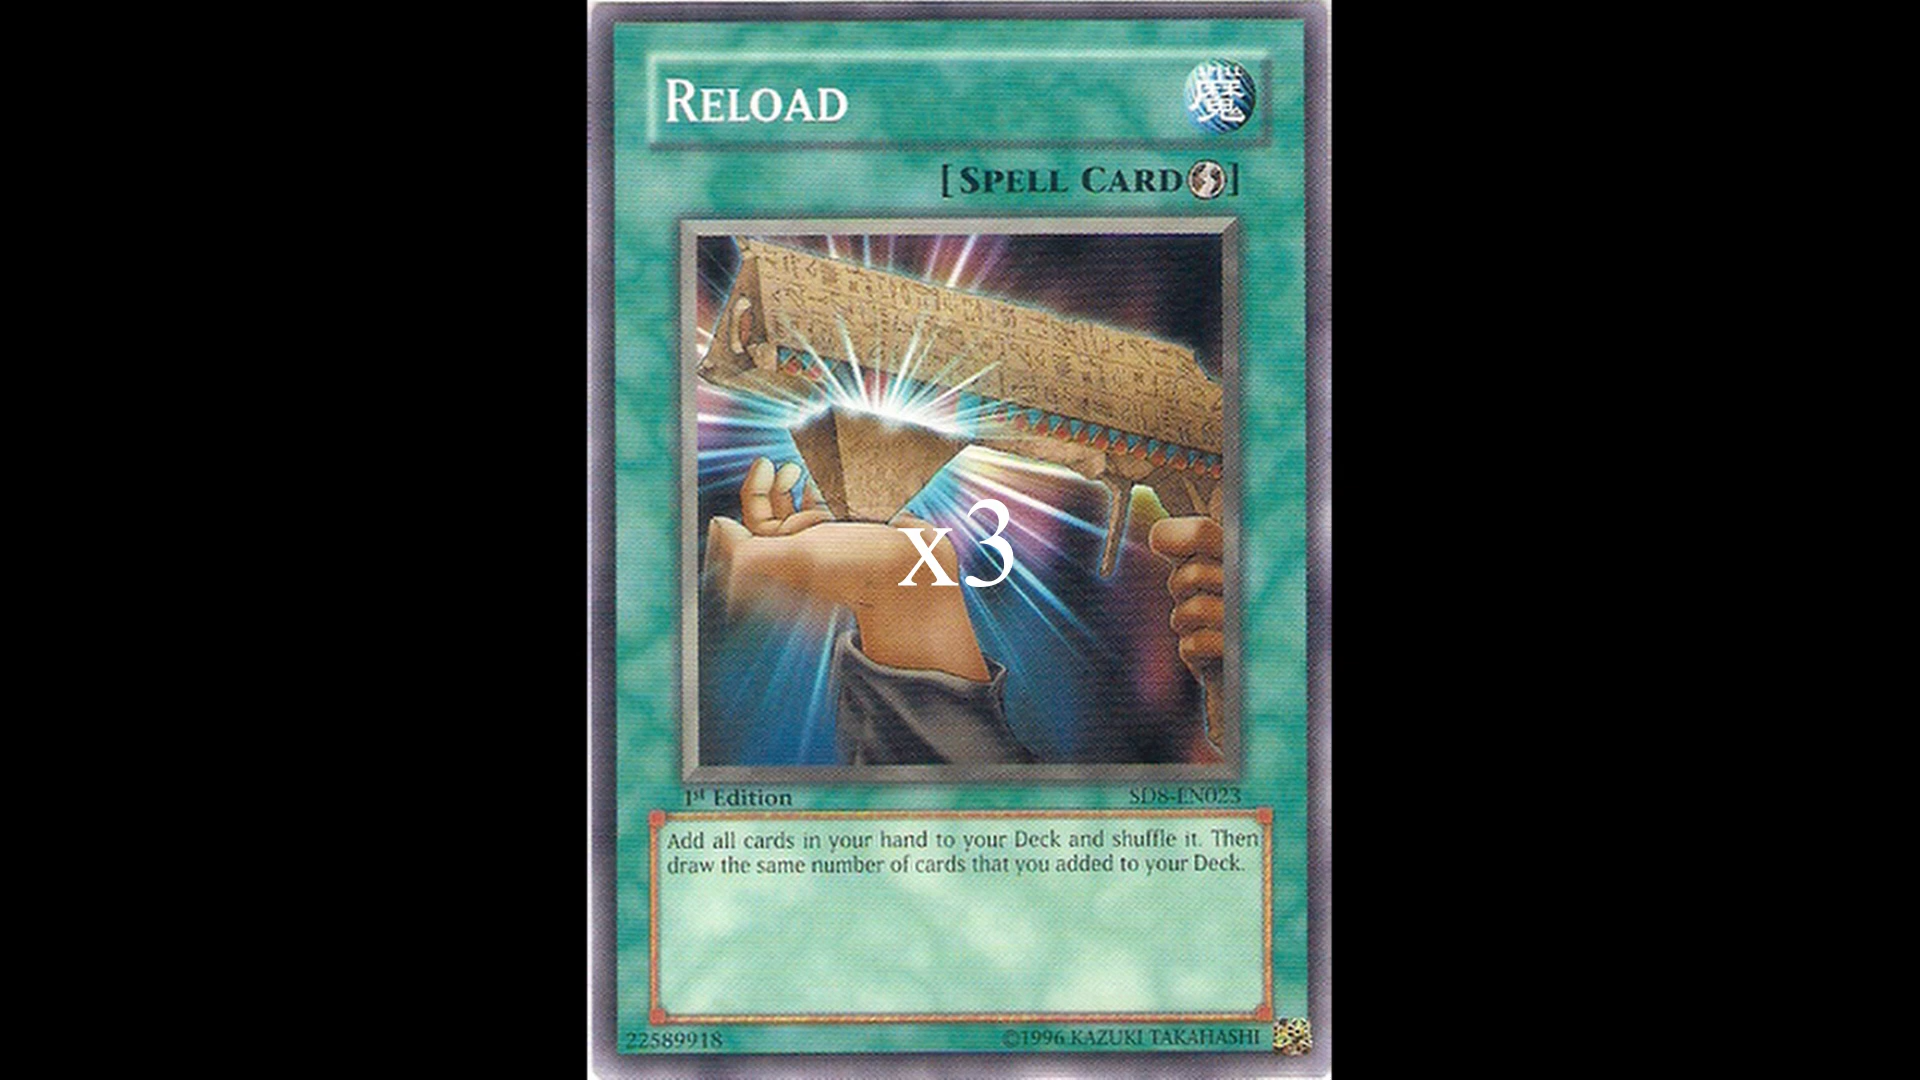 RELOAD
魔
[SPELL CARD]
x3
1st Edition
SD8-EN023
Add all cards in your hand to your Deck and shuffle it. Then
draw the same number of cards that you added to your Deck.
22589918
©1996 KAZUKI TAKAHASHI